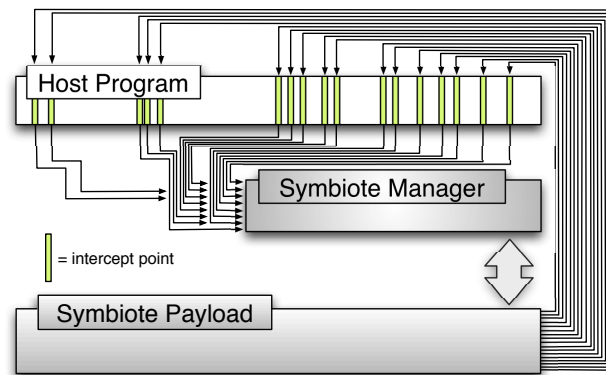 Host Program
Symbiote Manager
= intercept point
Symbiote Payload